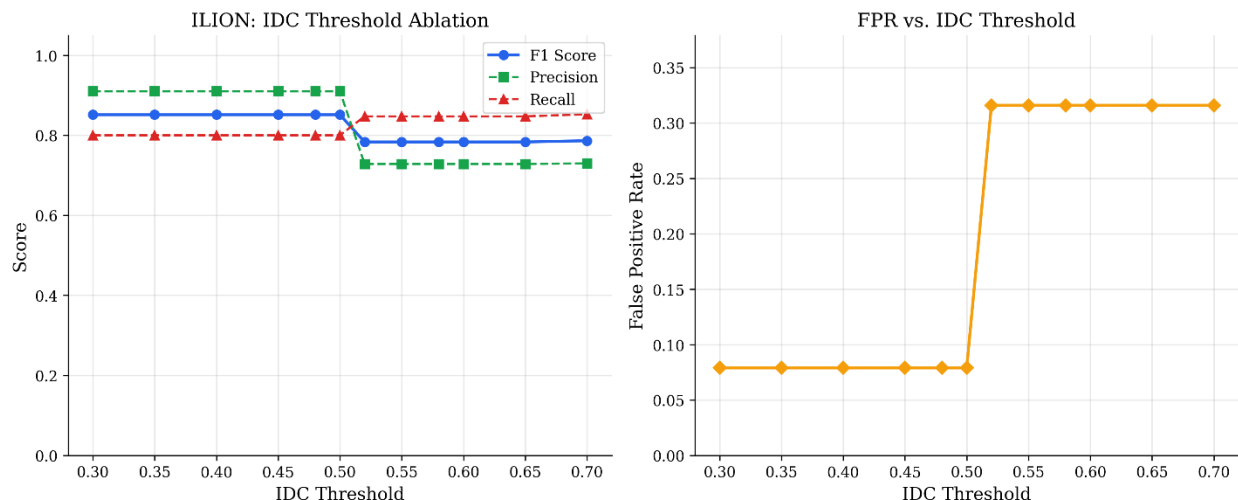 ILION: IDC Threshold Ablation
F1 Score
Precision
Recall
Score
1.0
0.8
0.6
0.4
0.2
0.0
0.30 0.35 0.40 0.45 0.50 0.55 0.60 0.65 0.70
IDC Threshold
FPR vs. IDC Threshold
False Positive Rate
0.35
0.30
0.25
0.20
0.15
0.10
0.05
0.00
0.30 0.35 0.40 0.45 0.50 0.55 0.60 0.65 0.70
IDC Threshold